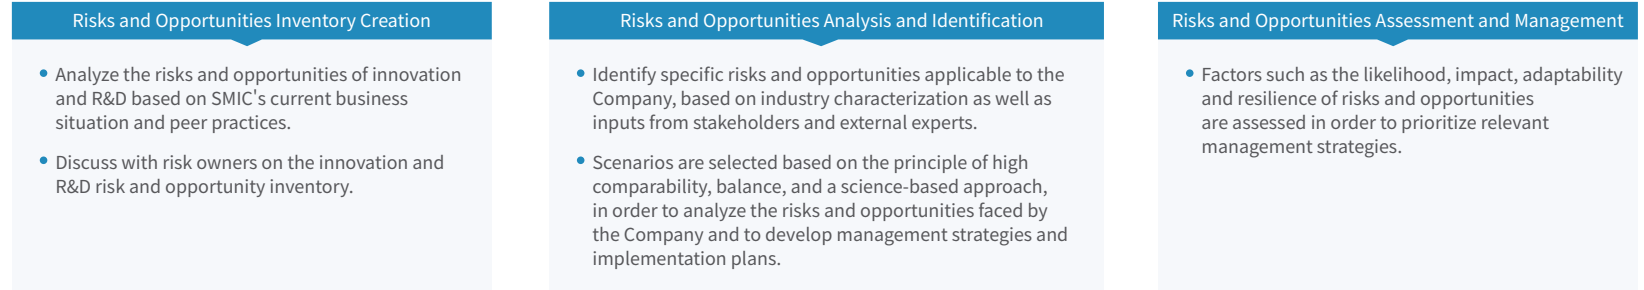 Risks and Opportunities Inventory Creation
• Analyze the risks and opportunities of innovation
and R&D based on SMIC's current business
situation and peer practices.
• Discuss with risk owners on the innovation and
R&D risk and opportunity inventory.
Risks and Opportunities Analysis and Identification
• Identify specific risks and opportunities applicable to the
Company, based on industry characterization as well as
inputs from stakeholders and external experts.
• Scenarios are selected based on the principle of high
comparability, balance, and a science-based approach,
in order to analyze the risks and opportunities faced by
the Company and to develop management strategies and
implementation plans.
Risks and Opportunities Assessment and Management
• Factors such as the likelihood, impact, adaptability
and resilience of risks and opportunities
are assessed in order to prioritize relevant
management strategies.